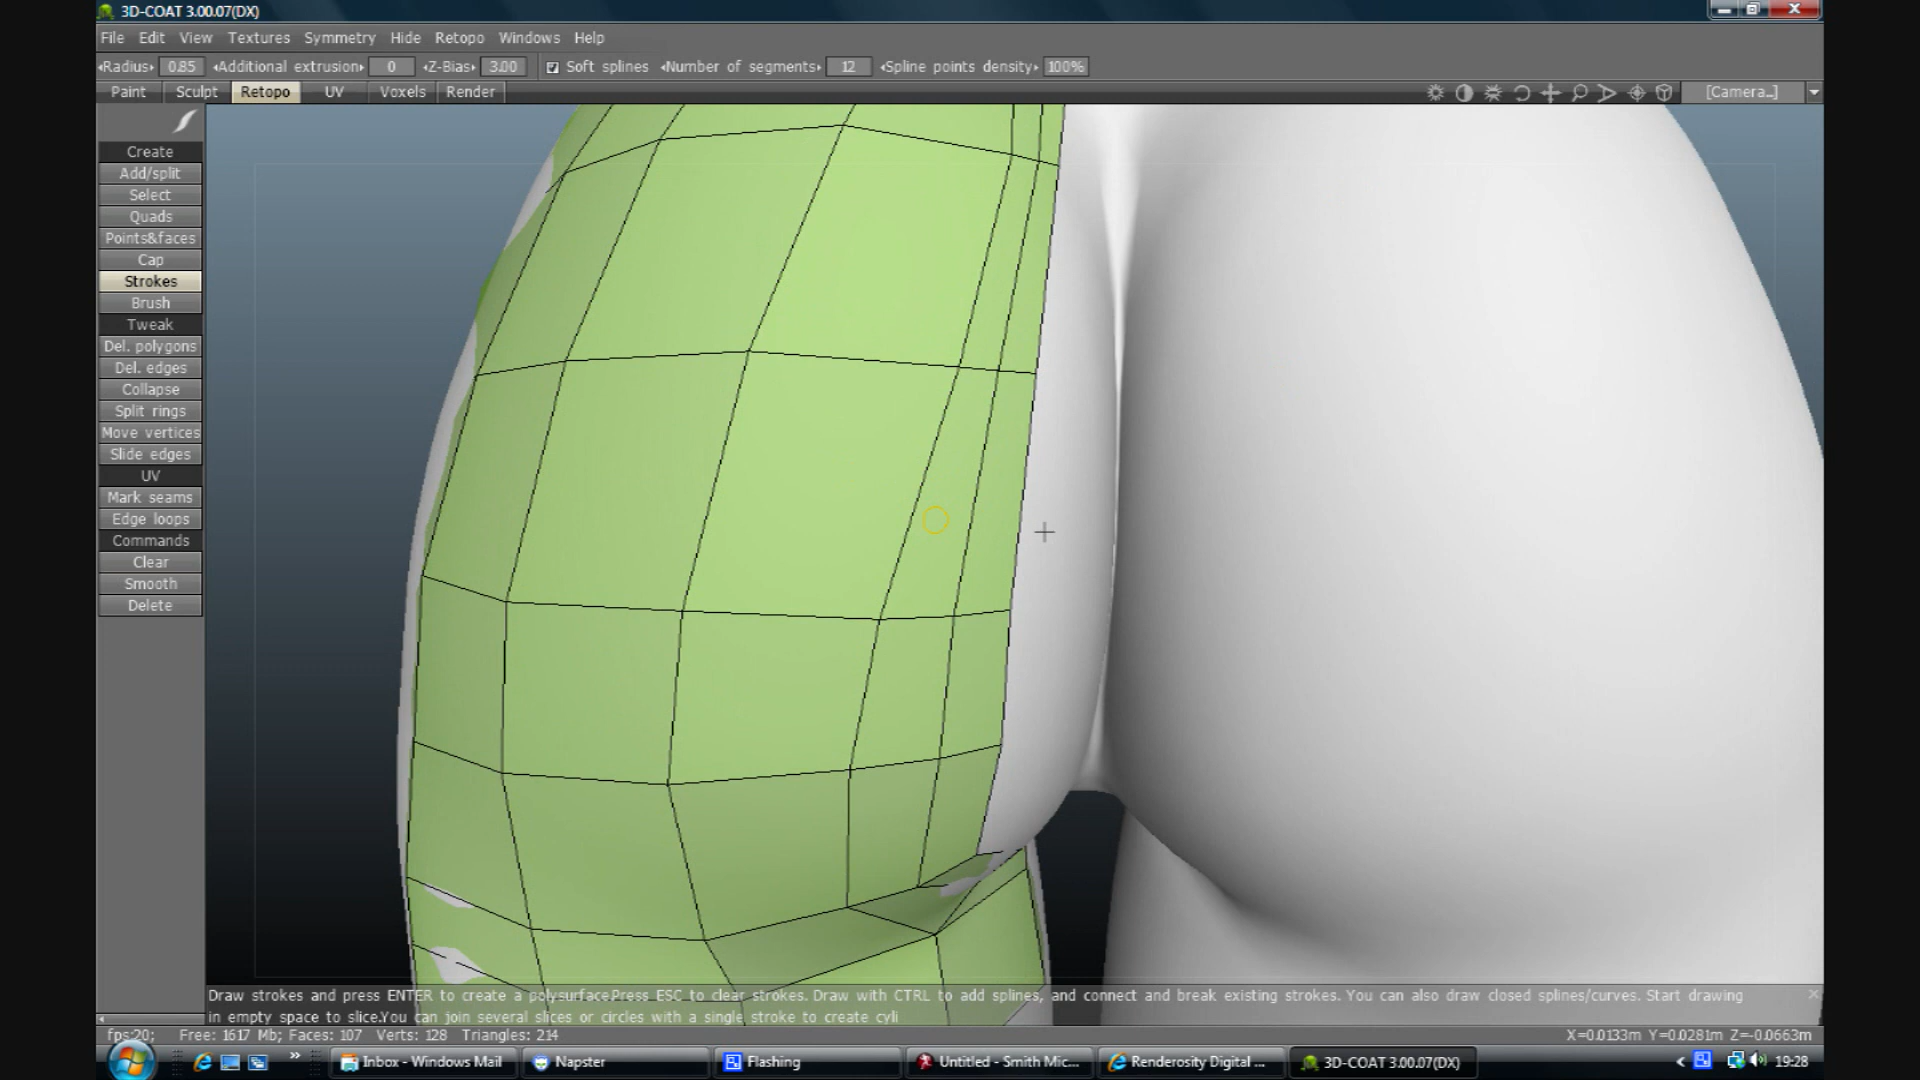 3D-COAT 3.00.07(DX)
File Edit View Textures Symmetry Hide Retopo Windows Help
Radius 0.85 Additional extrusion 0 Z-Bias 3.00 Soft splines Number of segments 12 Spline points density 100%
Paint Sculpt Retopo UV Voxels Render [Camera...]
Create
Add/split
Select
Quads
Points&faces
Cap
Strokes
Brush
Tweak
Del. polygons
Del. edges
Collapse
Split rings
Move vertices
Slide edges
UV
Mark seams
Edge loops
Commands
Clear
Smooth
Delete
Draw strokes and press ENTER to create a polysurface.Press ESC to clear strokes. Draw with CTRL to add splines, and connect and break existing strokes. You can also draw closed splines/curves. Start drawing
in empty space to slice.You can join several slices or circles with a single stroke to create cyli
fps:20; Free: 1617 Mb; Faces: 107 Verts: 128 Triangles: 214 X=0.0133m Y=0.0281m Z=-0.0663m
Inbox - Windows Mail Napster Flashing Untitled - Smith Mic... Renderosity Digital ... 3D-COAT 3.00.07(DX) 19:28